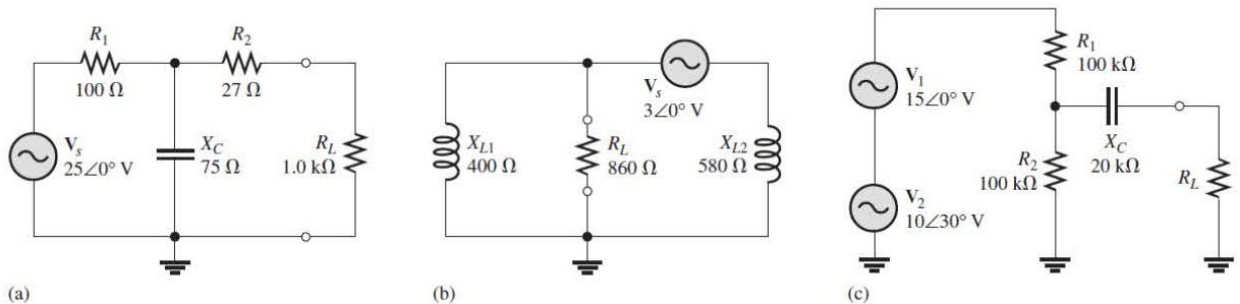 R1
100 Ω
R2
27 Ω
Vs
25∠0° V
XC
75 Ω
RL
1.0 kΩ
(a)
Vs
3∠0° V
XL1
400 Ω
RL
860 Ω
XL2
580 Ω
(b)
V1
15∠0° V
V2
10∠30° V
R1
100 kΩ
XC
20 kΩ
R2
100 kΩ
RL
(c)